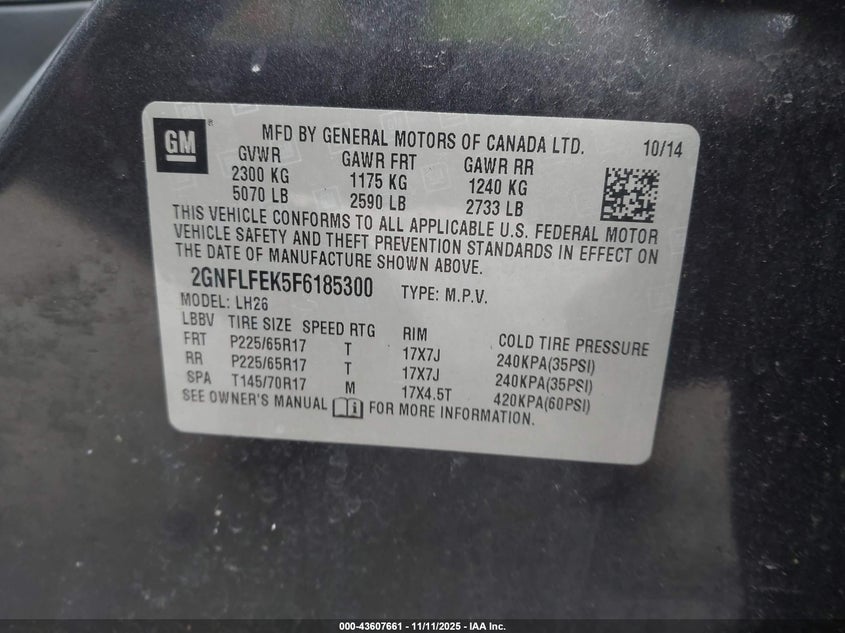 GM
MFD BY GENERAL MOTORS OF CANADA LTD. 10/14
GVWR GAWR FRT GAWR RR
2300 KG 1175 KG 1240 KG
5070 LB 2590 LB 2733 LB
THIS VEHICLE CONFORMS TO ALL APPLICABLE U.S. FEDERAL MOTOR
VEHICLE SAFETY AND THEFT PREVENTION STANDARDS IN EFFECT ON
THE DATE OF MANUFACTURE SHOWN ABOVE.
2GNFLFEK5F6185300 TYPE: M.P.V.
MODEL: LH26
LBBV TIRE SIZE SPEED RTG RIM COLD TIRE PRESSURE
FRT P225/65R17 T 17X7J 240KPA(35PSI)
RR P225/65R17 T 17X7J 240KPA(35PSI)
SPA T145/70R17 M 17X4.5T 420KPA(60PSI)
SEE OWNER'S MANUAL FOR MORE INFORMATION.
000-43607661 - 11/11/2025 - IAA Inc.